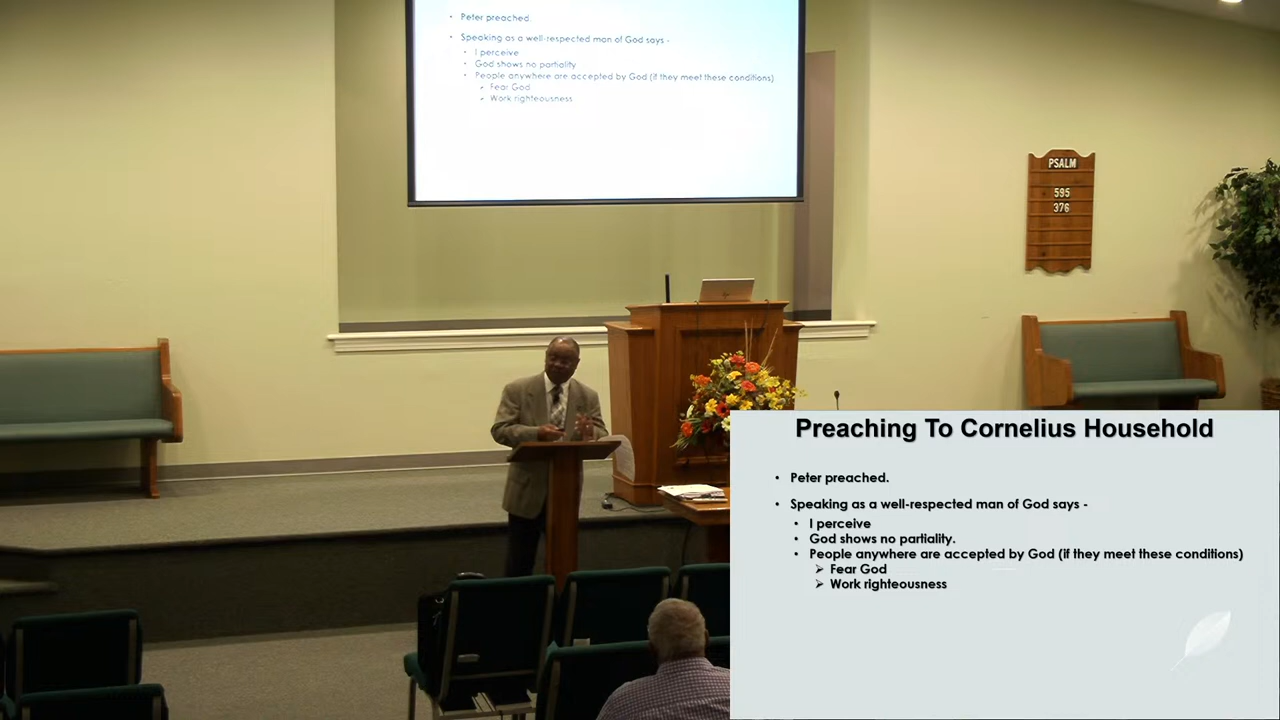 • Peter preached.
• Speaking as a well-respected man of God says -
• I perceive
• God shows no partiality
• People anywhere are accepted by God (if they meet these conditions)
➢ Fear God
➢ Work righteousness
PSALM
595
376
Preaching To Cornelius Household
• Peter preached.
• Speaking as a well-respected man of God says -
• I perceive
• God shows no partiality.
• People anywhere are accepted by God (if they meet these conditions)
➢ Fear God
➢ Work righteousness